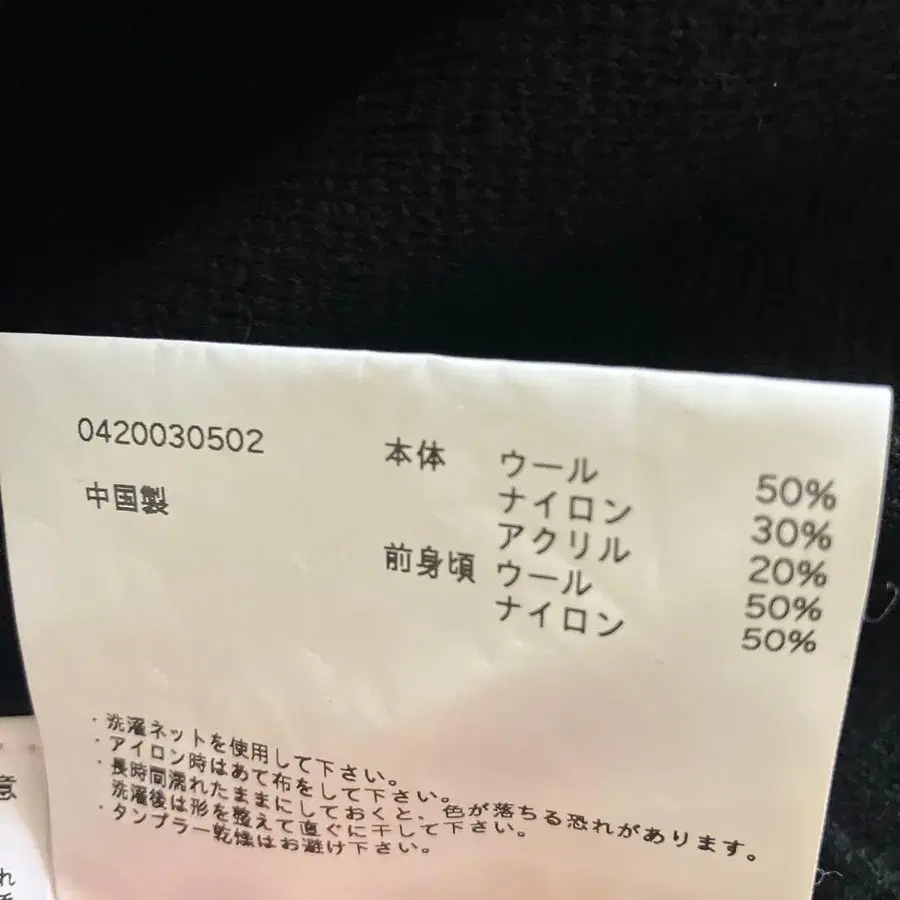 0420030502
中国製
本体 ウール 50%
ナイロン 30%
アクリル 20%
前身頃 ウール 50%
ナイロン 50%
・洗濯ネットを使用して下さい。
・アイロン時はあて布をして下さい。
・長時間濡れたままにしておくと、色が落ちる恐れがあります。
洗濯後は形を整えて直ぐに干して下さい。
・タンブラー乾燥はお避け下さい。
意
れ